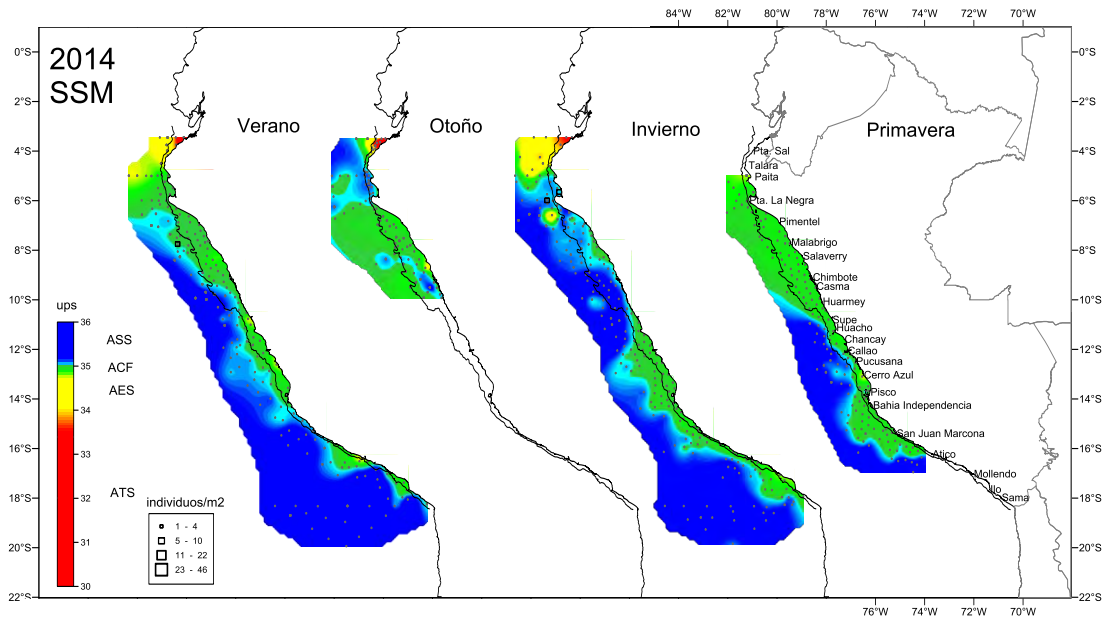 84°W 82°W 80°W 78°W 76°W 74°W 72°W 70°W
2014
SSM
Verano
Otoño
Invierno
Primavera
0°S 0°S
2°S 2°S
4°S 4°S
6°S 6°S
8°S 8°S
10°S 10°S
12°S 12°S
14°S 14°S
16°S 16°S
18°S 18°S
20°S 20°S
22°S 22°S
Pta. Sal
Talara
Paita
Pta. La Negra
Pimentel
Malabrigo
Salaverry
Chimbote
Casma
Huarmey
Supe
Huacho
Chancay
Callao
Pucusana
Cerro Azul
Pisco
Bahia Independencia
San Juan Marcona
Atico
Mollendo
Ilo
Sama
ups
36
35
34
33
32
31
30
ASS
ACF
AES
ATS
individuos/m2
1 - 4
5 - 10
11 - 22
23 - 46
76°W 74°W 72°W 70°W